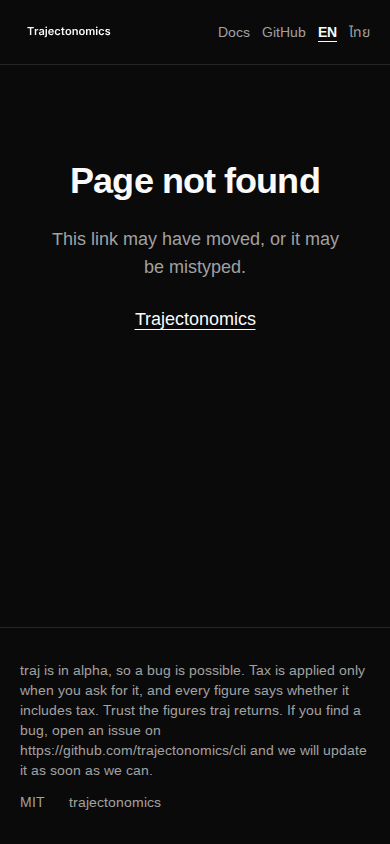 Trajectonomics
Docs GitHub EN ไทย
Page not found
This link may have moved, or it may
be mistyped.
Trajectonomics
traj is in alpha, so a bug is possible. Tax is applied only
when you ask for it, and every figure says whether it
includes tax. Trust the figures traj returns. If you find a
bug, open an issue on
https://github.com/trajectonomics/cli and we will update
it as soon as we can.
MIT trajectonomics